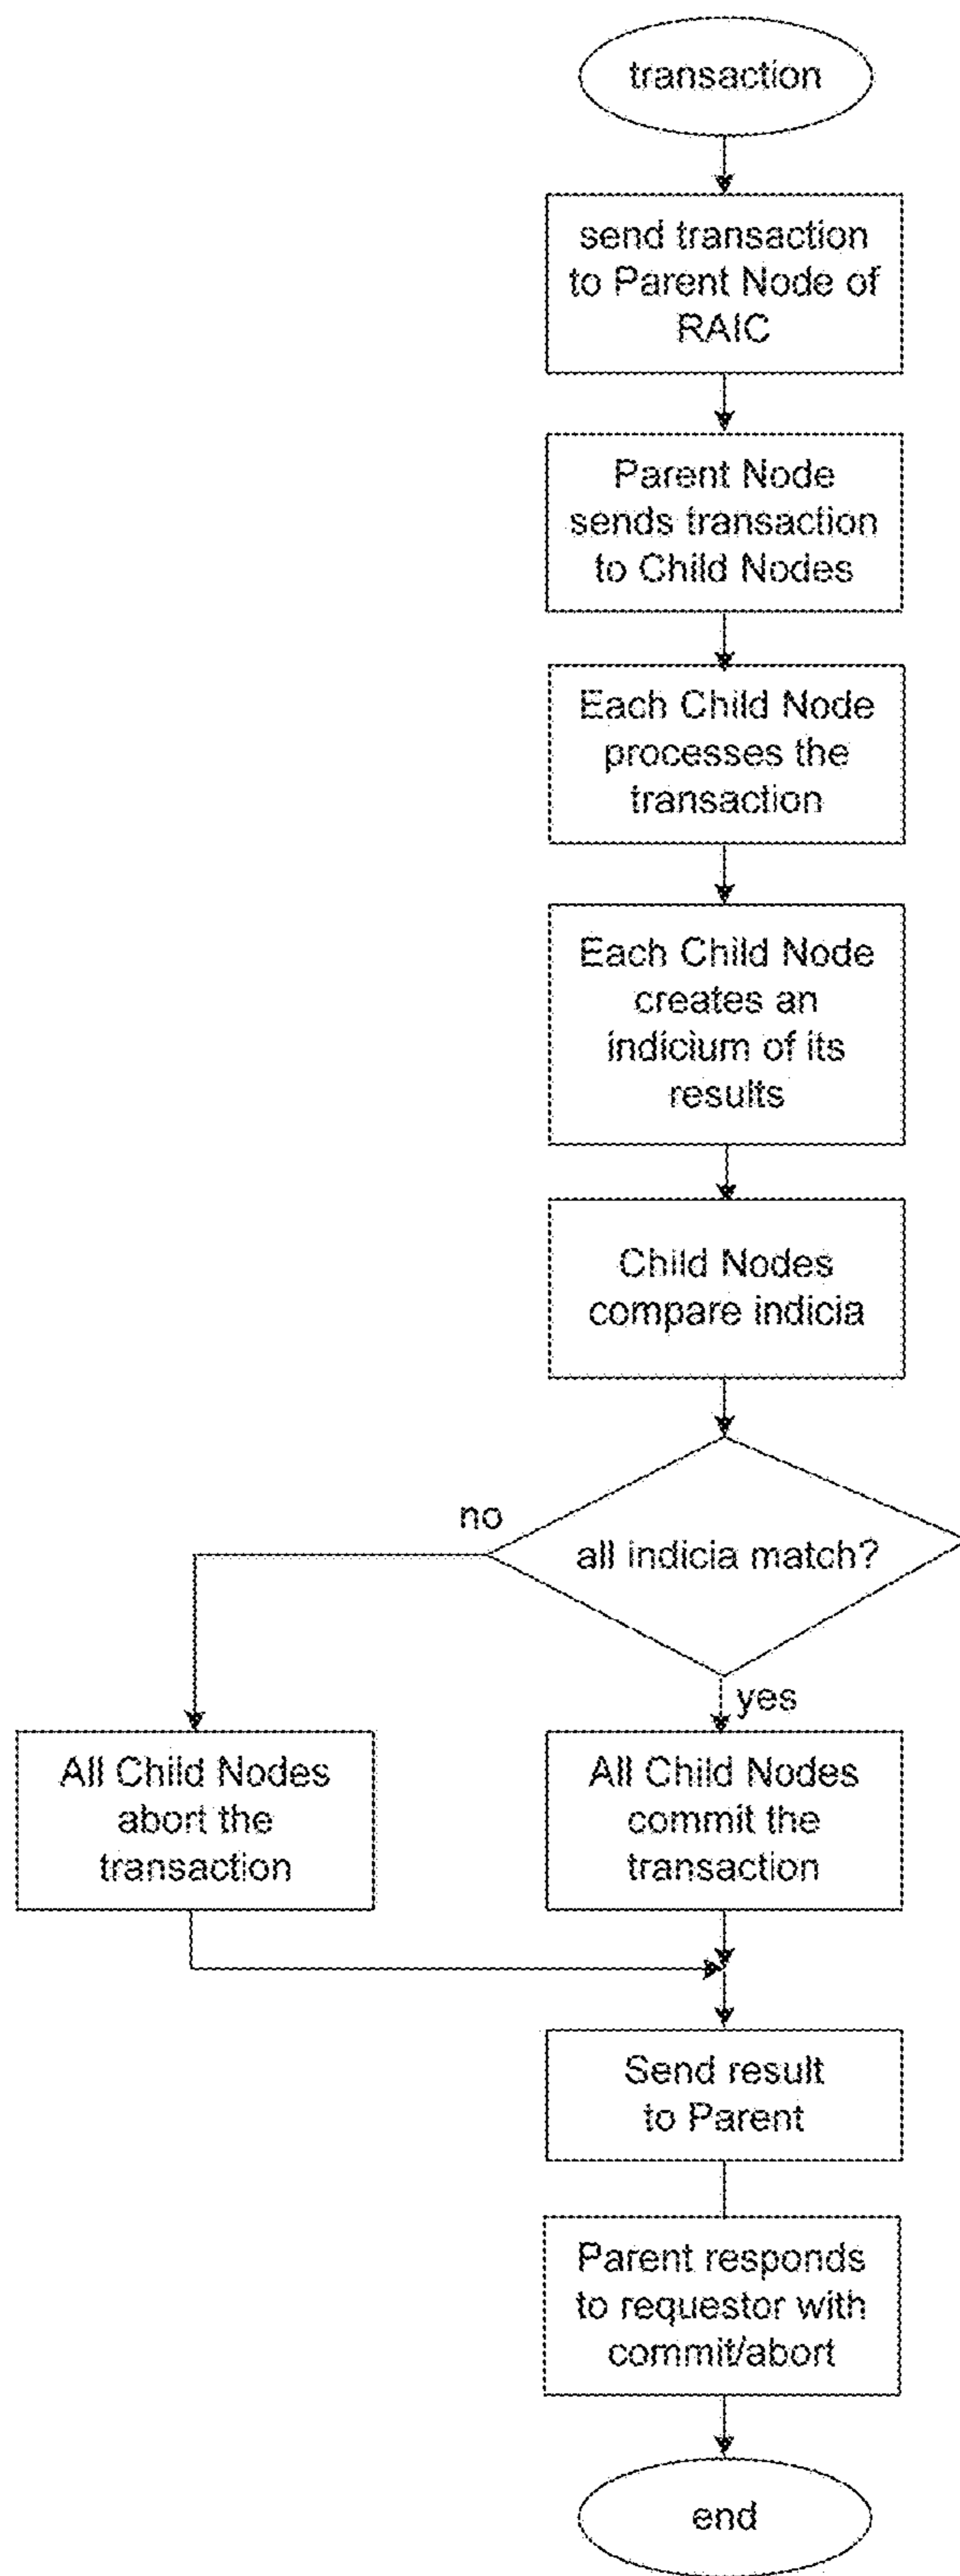 transaction
send transaction
to Parent Node of
RAIC
Parent Node
sends transaction
to Child Nodes
Each Child Node
processes the
transaction
Each Child Node
creates an
indicium of its
results
Child Nodes
compare indicia
no
all indicia match?
yes
All Child Nodes
abort the
transaction
All Child Nodes
commit the
transaction
Send result
to Parent
Parent responds
to requestor with
commit/abort
end